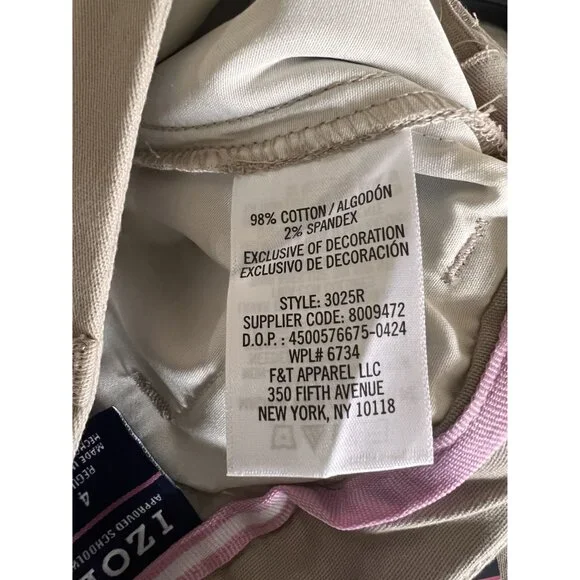 98% COTTON / ALGODÓN
2% SPANDEX
EXCLUSIVE OF DECORATION
EXCLUSIVO DE DECORACIÓN
STYLE: 3025R
SUPPLIER CODE: 8009472
D.O.P. : 4500576675-0424
WPL# 6734
F&T APPAREL LLC
350 FIFTH AVENUE
NEW YORK, NY 10118
APPROVED
4